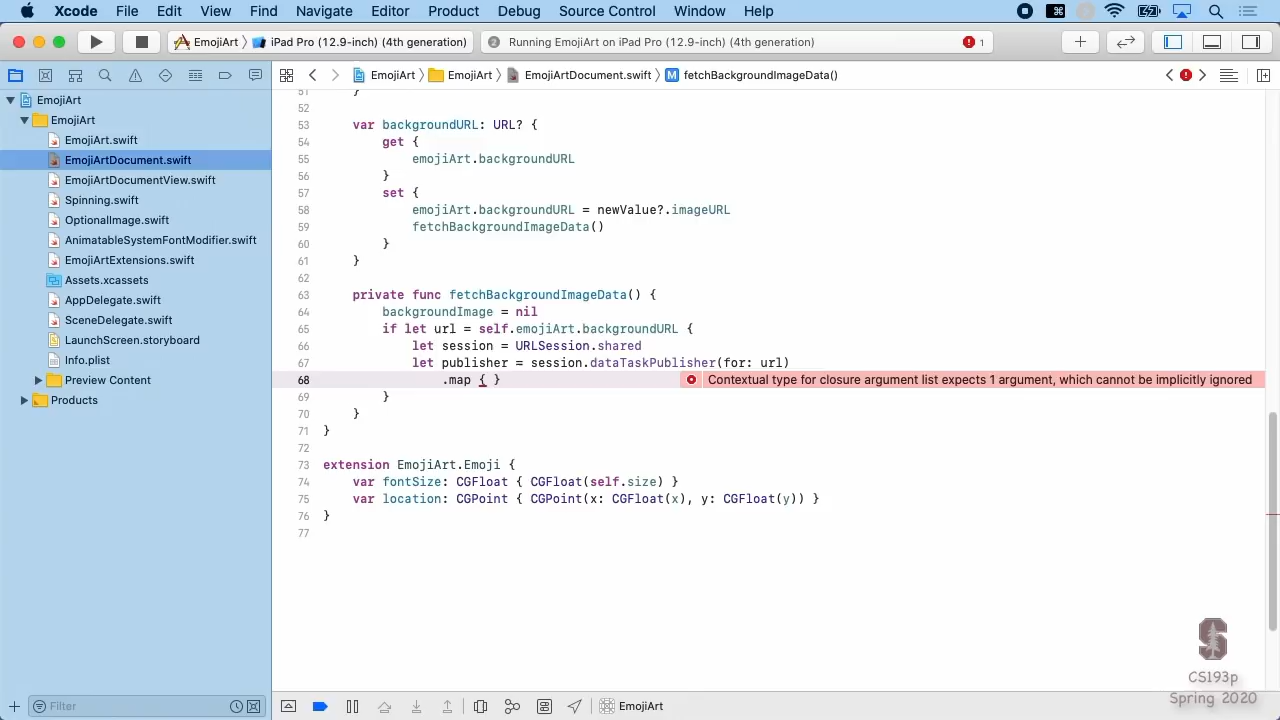 Xcode File Edit View Find Navigate Editor Product Debug Source Control Window Help
EmojiArt iPad Pro (12.9-inch) (4th generation) 2 Running EmojiArt on iPad Pro (12.9-inch) (4th generation) 1
EmojiArt EmojiArt EmojiArtDocument.swift M fetchBackgroundImageData()
EmojiArt
EmojiArt
EmojiArt.swift
EmojiArtDocument.swift
EmojiArtDocumentView.swift
Spinning.swift
OptionalImage.swift
AnimatableSystemFontModifier.swift
EmojiArtExtensions.swift
Assets.xcassets
AppDelegate.swift
SceneDelegate.swift
LaunchScreen.storyboard
Info.plist
Preview Content
Products
Filter
51 }
52
53 var backgroundURL: URL? {
54 get {
55 emojiArt.backgroundURL
56 }
57 set {
58 emojiArt.backgroundURL = newValue?.imageURL
59 fetchBackgroundImageData()
60 }
61 }
62
63 private func fetchBackgroundImageData() {
64 backgroundImage = nil
65 if let url = self.emojiArt.backgroundURL {
66 let session = URLSession.shared
67 let publisher = session.dataTaskPublisher(for: url)
68 .map { } Contextual type for closure argument list expects 1 argument, which cannot be implicitly ignored
69 }
70 }
71 }
72
73 extension EmojiArt.Emoji {
74 var fontSize: CGFloat { CGFloat(self.size) }
75 var location: CGPoint { CGPoint(x: CGFloat(x), y: CGFloat(y)) }
76 }
77
EmojiArt
S
CS193p
Spring 2020